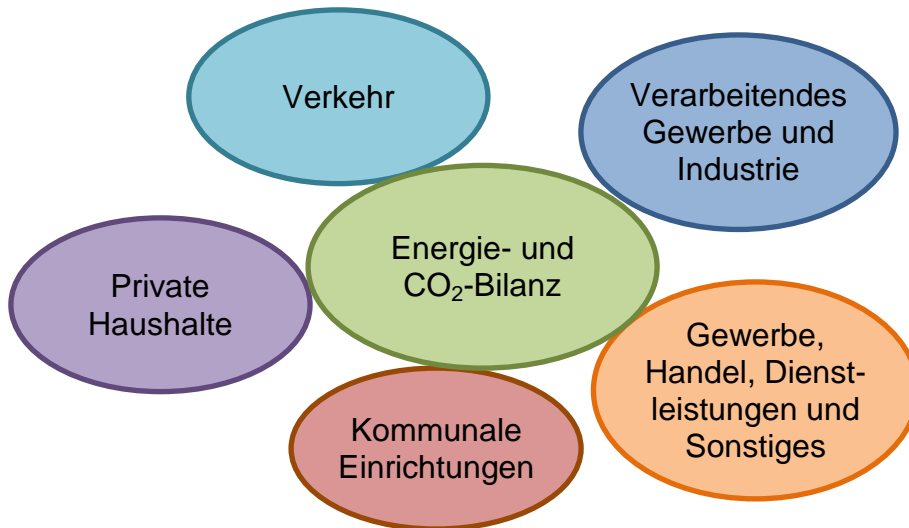 Verkehr
Verarbeitendes
Gewerbe und
Industrie
Energie- und
CO₂-Bilanz
Private
Haushalte
Gewerbe,
Handel, Dienst-
leistungen und
Sonstiges
Kommunale
Einrichtungen